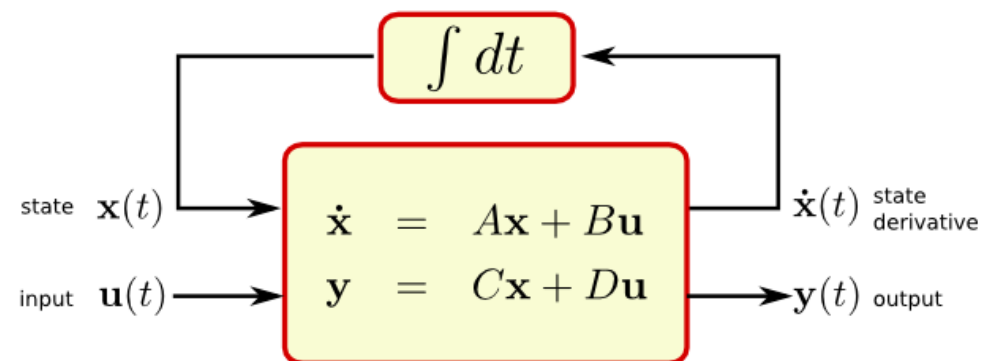 ∫ dt
state x(t)
ẋ = Ax + Bu
ẋ(t) state derivative
input u(t)
y = Cx + Du
y(t) output